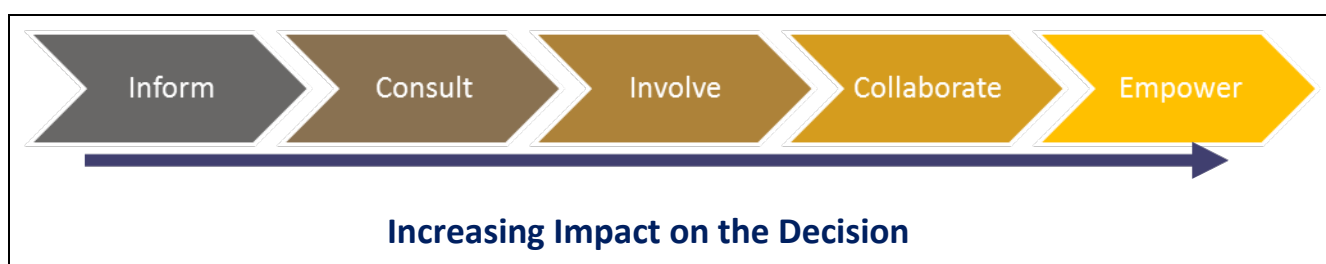 Inform Consult Involve Collaborate Empower
Increasing Impact on the Decision